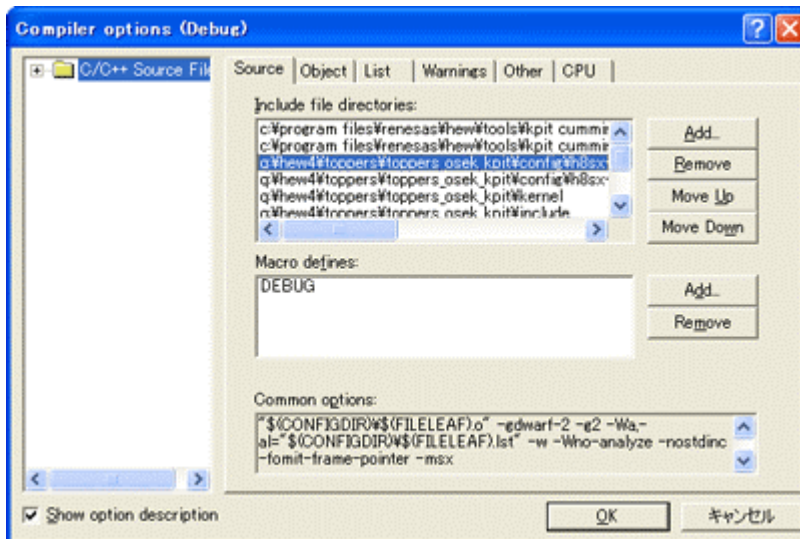 Compiler options (Debug)
C/C++ Source Fil
Source Object List Warnings Other CPU
Include file directories:
c:¥program files¥renesas¥hew¥tools¥kpit cummir
c:¥program files¥renesas¥hew¥tools¥kpit cummir
q:¥hew4¥toppers¥toppers_osek_kpit¥config¥h8sx-
q:¥hew4¥toppers¥toppers_osek_kpit¥config¥h8sx-
q:¥hew4¥toppers¥toppers_osek_kpit¥kernel
q:¥hew4¥toppers¥toppers_osek_kpit¥include
Add...
Remove
Move Up
Move Down
Macro defines:
DEBUG
Add...
Remove
Common options:
"$(CONFIGDIR)¥$(FILELEAF).o" -gdwarf-2 -g2 -Wa,-
al="$(CONFIGDIR)¥$(FILELEAF).lst" -w -Wno-analyze -nostdinc
-fomit-frame-pointer -msx
Show option description
OK
キャンセル